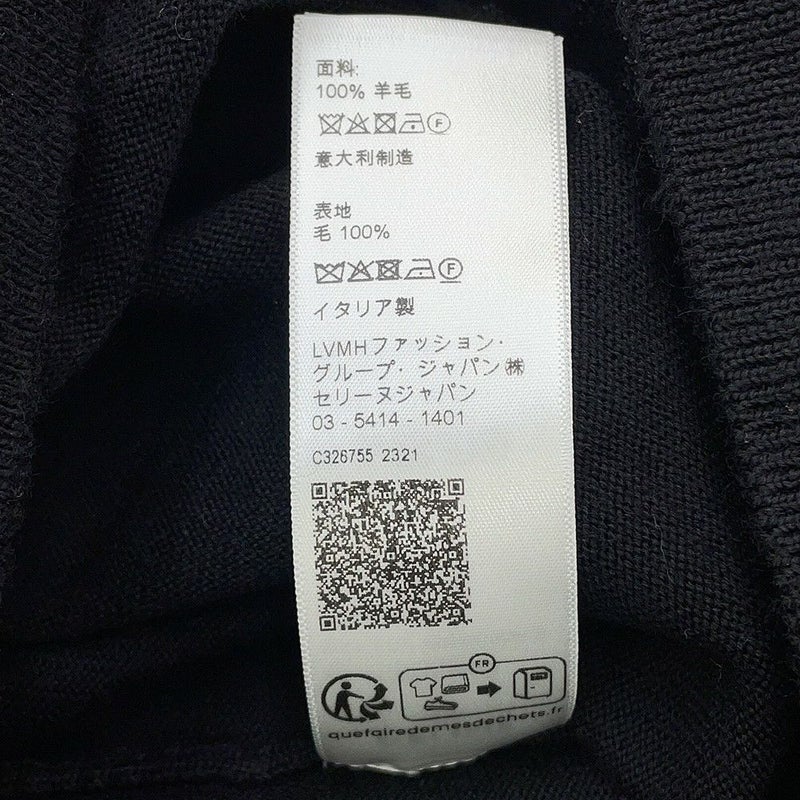 面料:
100% 羊毛
F
意大利制造
表地
毛 100%
F
イタリア製
LVMHファッション・
グループ・ジャパン㈱
セリーヌジャパン
03 - 5414 - 1401
C326755 2321
FR
quefairedemesdechets.fr